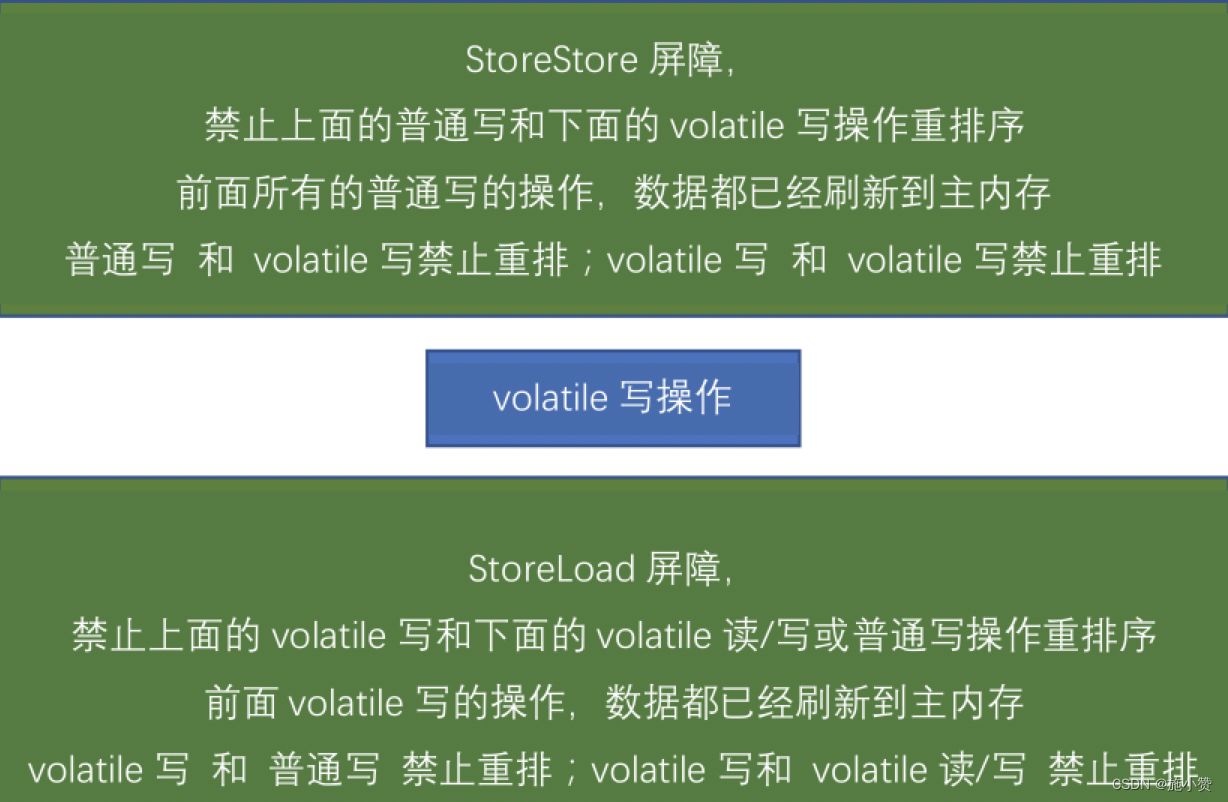 StoreStore 屏障，
禁止上面的普通写和下面的 volatile 写操作重排序
前面所有的普通写的操作，数据都已经刷新到主内存
普通写 和 volatile 写禁止重排；volatile 写 和 volatile 写禁止重排
volatile 写操作
StoreLoad 屏障，
禁止上面的 volatile 写和下面的 volatile 读/写或普通写操作重排序
前面 volatile 写的操作，数据都已经刷新到主内存
volatile 写 和 普通写 禁止重排；volatile 写和 volatile 读/写 禁止重排
CSDN @施小赞